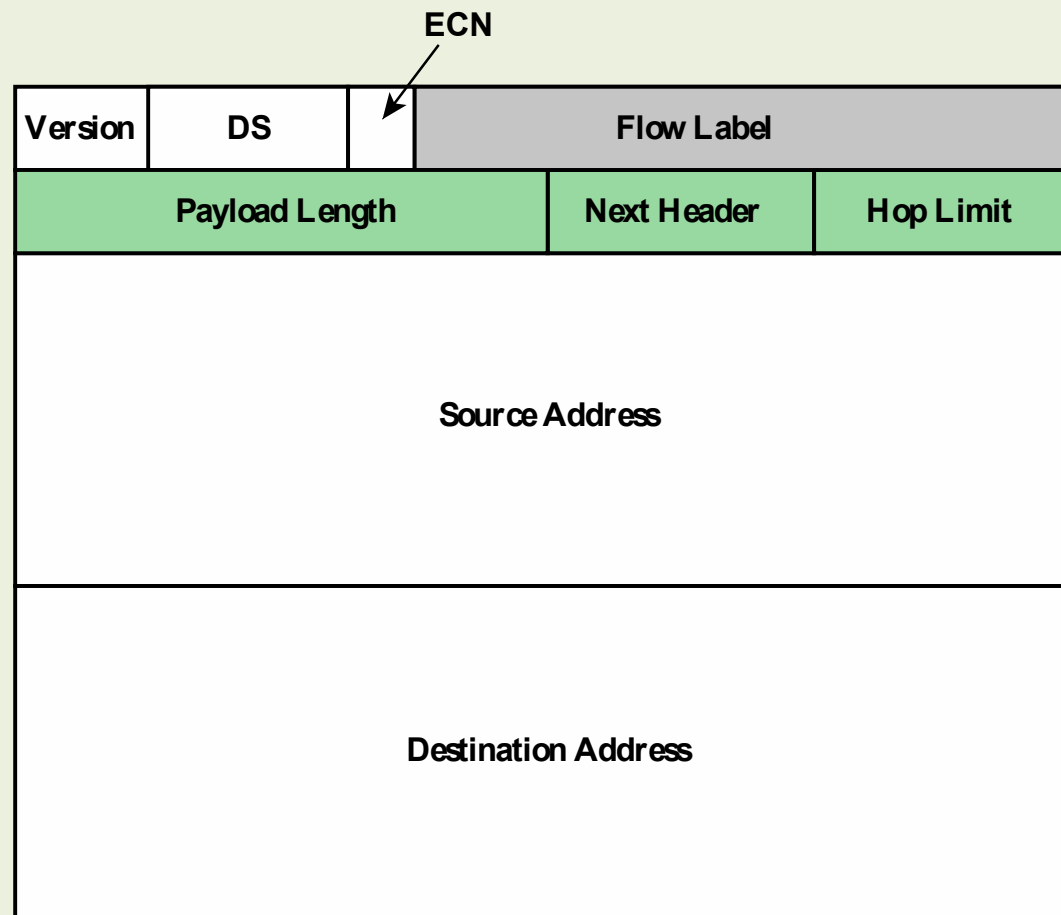 ECN
Version DS Flow Label
Payload Length Next Header Hop Limit
Source Address
Destination Address